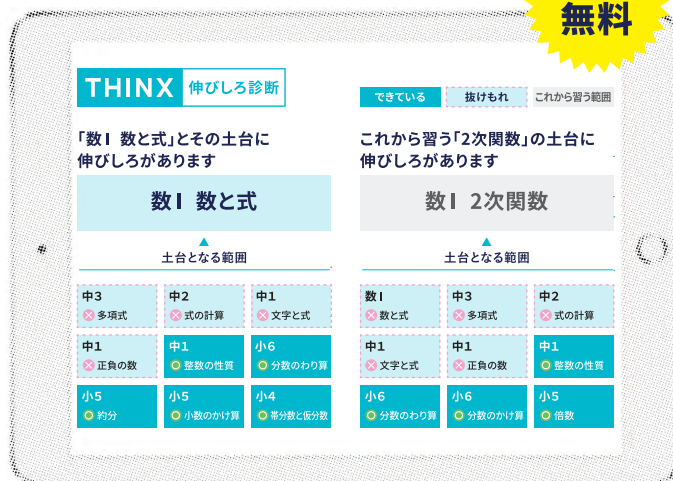 無料
THINX 伸びしろ診断
できている 抜けもれ これから習う範囲
「数Ⅰ 数と式」とその土台に
伸びしろがあります
数Ⅰ 数と式
土台となる範囲
中3
多項式
中2
式の計算
中1
文字と式
中1
正負の数
中1
整数の性質
小6
分数のわり算
小5
約分
小5
小数のかけ算
小4
帯分数と仮分数
これから習う「2次関数」の土台に
伸びしろがあります
数Ⅰ 2次関数
土台となる範囲
数Ⅰ
数と式
中3
多項式
中2
式の計算
中1
文字と式
中1
正負の数
中1
整数の性質
小6
分数のわり算
小6
分数のかけ算
小5
倍数